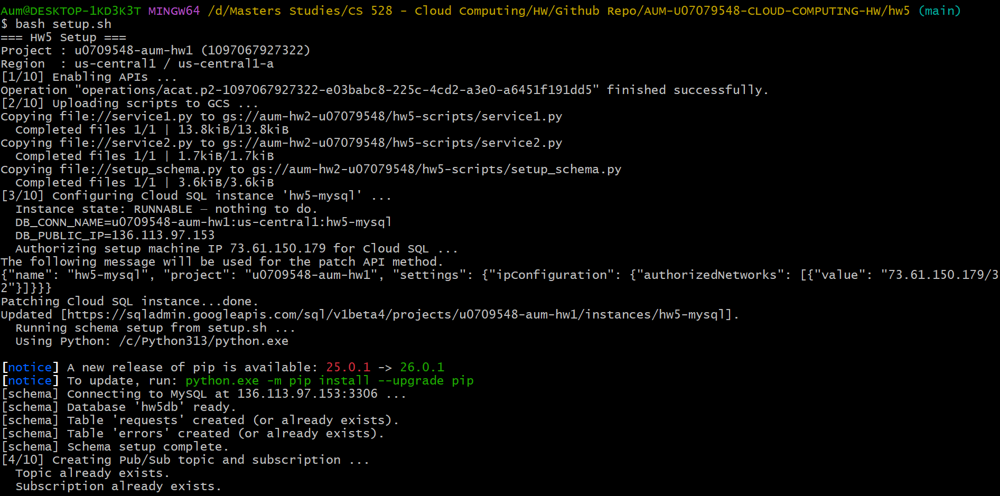 Aum@DESKTOP-1KD3K3T MINGW64 /d/Masters Studies/CS 528 - Cloud Computing/HW/Github Repo/AUM-U07079548-CLOUD-COMPUTING-HW/hw5 (main)
$ bash setup.sh
=== HW5 Setup ===
Project : u0709548-aum-hw1 (1097067927322)
Region  : us-central1 / us-central1-a
[1/10] Enabling APIs ...
Operation "operations/acat.p2-1097067927322-e03babc8-225c-4cd2-a3e0-a6451f191dd5" finished successfully.
[2/10] Uploading scripts to GCS ...
Copying file://service1.py to gs://aum-hw2-u07079548/hw5-scripts/service1.py
  Completed files 1/1 | 13.8kiB/13.8kiB
Copying file://service2.py to gs://aum-hw2-u07079548/hw5-scripts/service2.py
  Completed files 1/1 | 1.7kiB/1.7kiB
Copying file://setup_schema.py to gs://aum-hw2-u07079548/hw5-scripts/setup_schema.py
  Completed files 1/1 | 3.6kiB/3.6kiB
[3/10] Configuring Cloud SQL instance 'hw5-mysql' ...
  Instance state: RUNNABLE — nothing to do.
  DB_CONN_NAME=u0709548-aum-hw1:us-central1:hw5-mysql
  DB_PUBLIC_IP=136.113.97.153
  Authorizing setup machine IP 73.61.150.179 for Cloud SQL ...
The following message will be used for the patch API method.
{"name": "hw5-mysql", "project": "u0709548-aum-hw1", "settings": {"ipConfiguration": {"authorizedNetworks": [{"value": "73.61.150.179/3
2"}]}}}
Patching Cloud SQL instance...done.
Updated [https://sqladmin.googleapis.com/sql/v1beta4/projects/u0709548-aum-hw1/instances/hw5-mysql].
  Running schema setup from setup.sh ...
  Using Python: /c/Python313/python.exe
[notice] A new release of pip is available: 25.0.1 -> 26.0.1
[notice] To update, run: python.exe -m pip install --upgrade pip
[schema] Connecting to MySQL at 136.113.97.153:3306 ...
[schema] Database 'hw5db' ready.
[schema] Table 'requests' created (or already exists).
[schema] Table 'errors' created (or already exists).
[schema] Schema setup complete.
[4/10] Creating Pub/Sub topic and subscription ...
  Topic already exists.
  Subscription already exists.